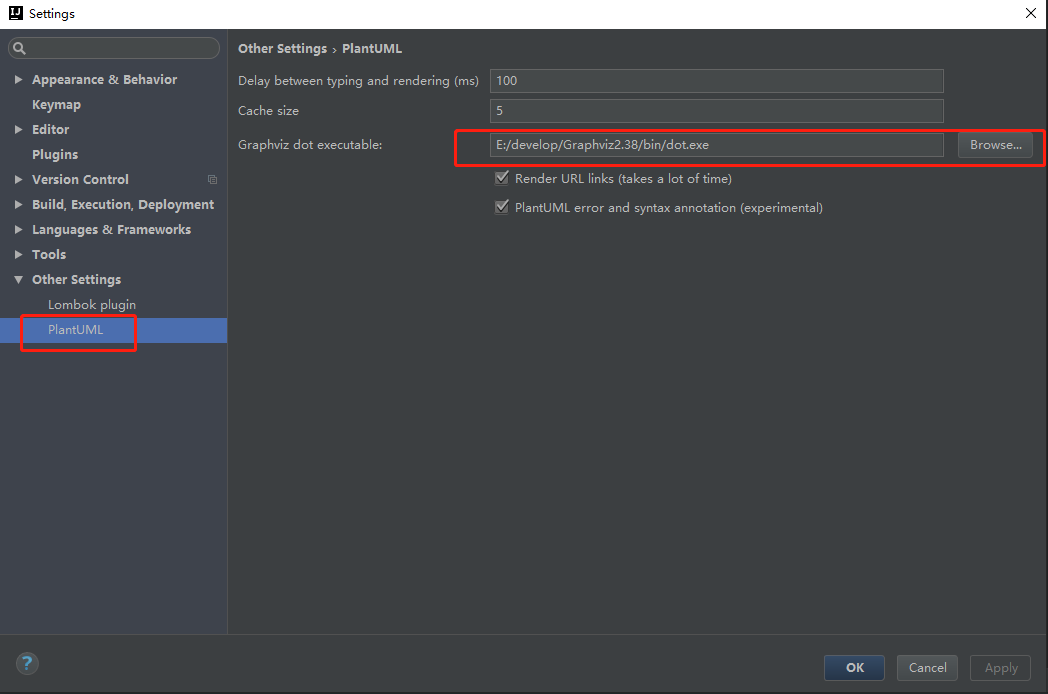 IJ Settings
Appearance & Behavior
Keymap
Editor
Plugins
Version Control
Build, Execution, Deployment
Languages & Frameworks
Tools
Other Settings
Lombok plugin
PlantUML
Other Settings › PlantUML
Delay between typing and rendering (ms) 100
Cache size 5
Graphviz dot executable: E:/develop/Graphviz2.38/bin/dot.exe Browse...
Render URL links (takes a lot of time)
PlantUML error and syntax annotation (experimental)
? OK Cancel Apply